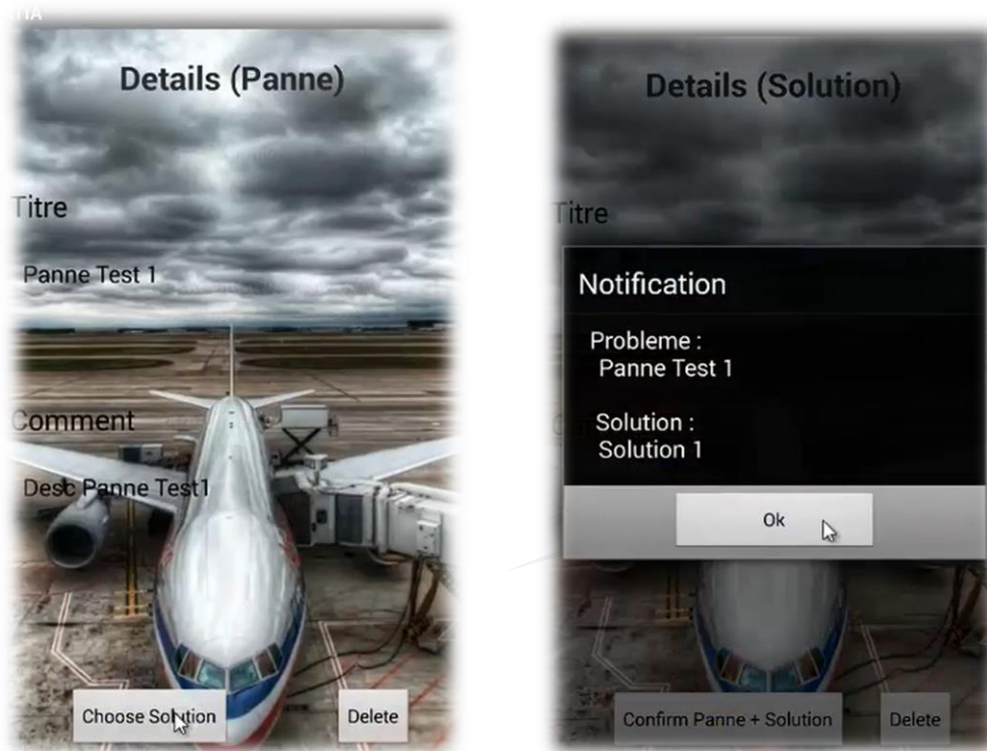 Details (Panne)
Titre
Panne Test 1
Comment
Desc Panne Test1
Choose Solution
Delete
Details (Solution)
Titre
Notification
Probleme :
Panne Test 1
Solution :
Solution 1
Ok
Confirm Panne + Solution
Delete